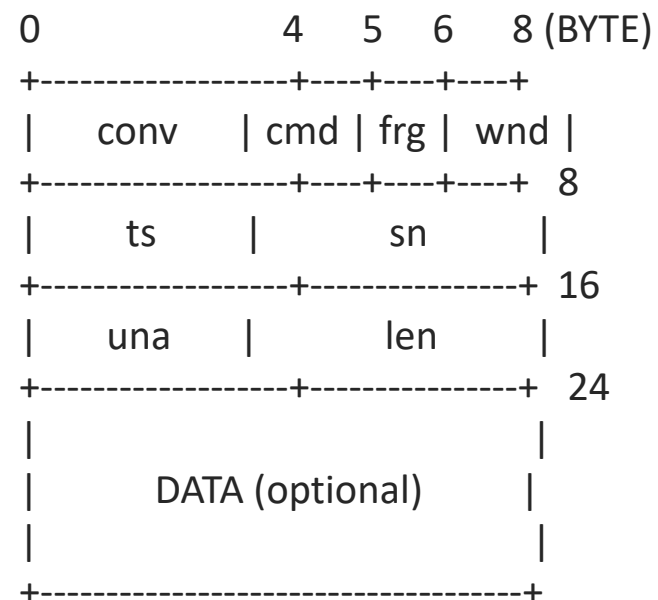 0 4 5 6 8 (BYTE)
+-------------------+----+----+----+
| conv | cmd | frg | wnd |
+-------------------+----+----+----+ 8
| ts | sn |
+-------------------+----------------+ 16
| una | len |
+-------------------+----------------+ 24
| |
| DATA (optional) |
| |
+------------------------------------+